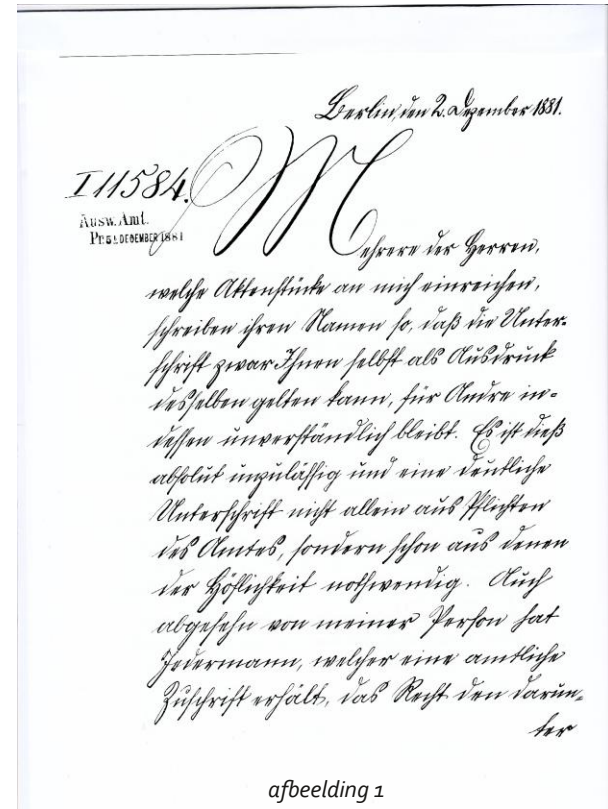 Berlin, den 2. Dezember 1881.
I 11584.
Ausw. Amt.
Pr. 5. DECEMBER 1881
Mehrere der Herren,
welche Aktenstücke an mich einreichen,
schreiben ihren Namen so, daß die Unter-
schrift zwar Ihnen selbst als Ausdruck
desselben gelten kann, für Andre in-
dessen unverständlich bleibt. Es ist dieß
absolut unzulässig und eine deutliche
Unterschrift nicht allein aus Pflichten
des Amtes, sondern schon aus denen
der Höflichkeit nothwendig. Auch
abgesehn von meiner Person hat
Jedermann, welcher eine amtliche
Zuschrift erhält, das Recht den darun-
ter
afbeelding 1